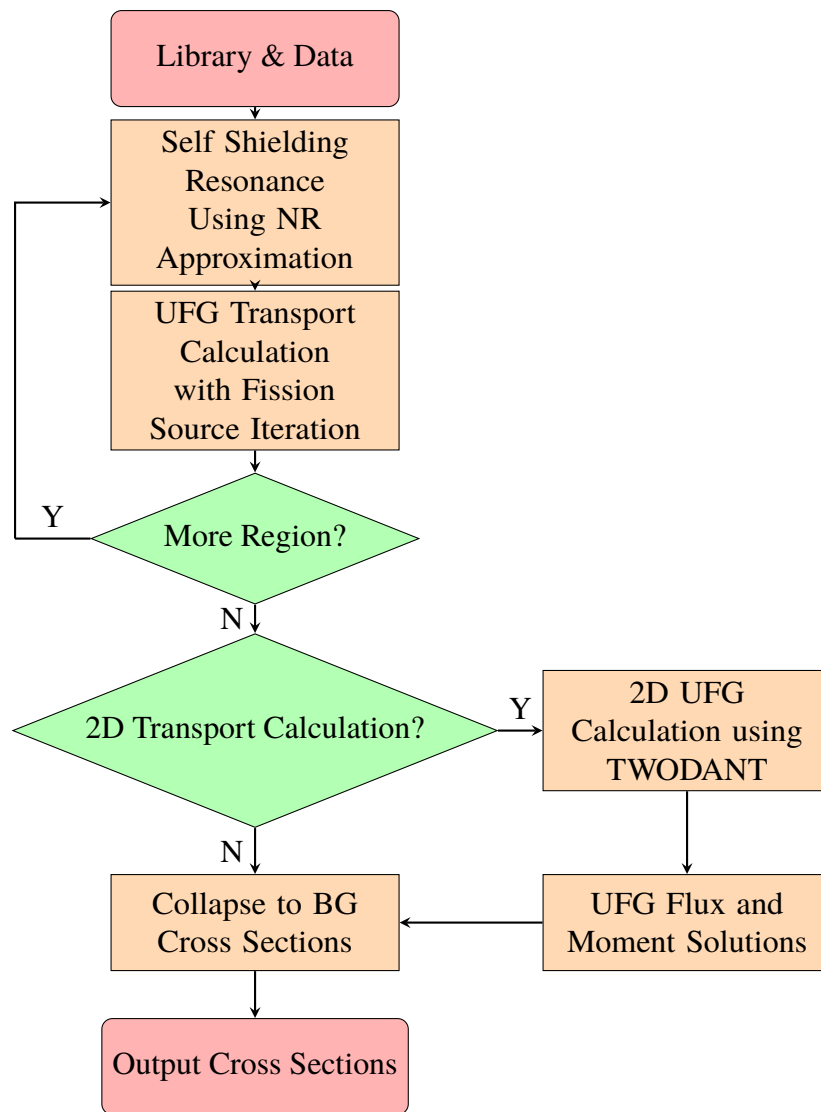 Library & Data
Self Shielding
Resonance
Using NR
Approximation
UFG Transport
Calculation
with Fission
Source Iteration
Y
More Region?
N
2D Transport Calculation?
Y
2D UFG
Calculation using
TWODANT
N
Collapse to BG
Cross Sections
UFG Flux and
Moment Solutions
Output Cross Sections